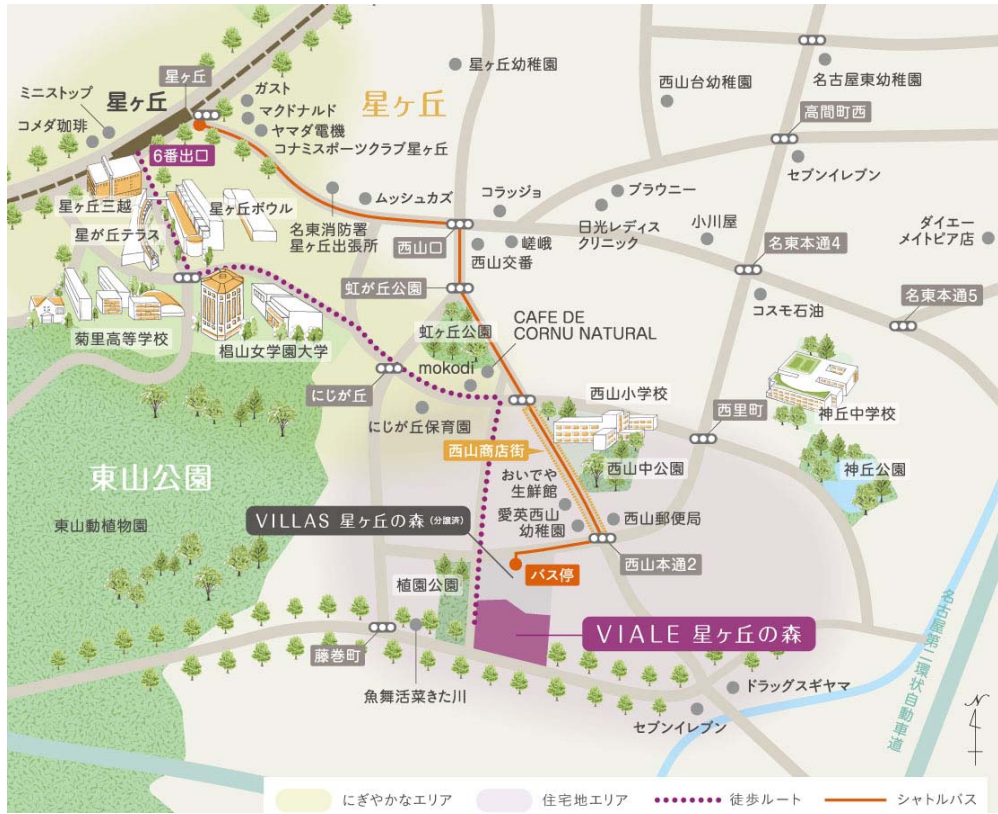 星ヶ丘幼稚園
名古屋東幼稚園
西山台幼稚園
高間町西
セブンイレブン
ミニストップ
コメダ珈琲
星ヶ丘
星ヶ丘
ガスト
マクドナルド
ヤマダ電機
コナミスポーツクラブ星ヶ丘
星ヶ丘
6番出口
星ヶ丘三越
星が丘テラス
星ヶ丘ボウル
名東消防署
星ヶ丘出張所
ムッシュカズ
コラッジョ
ブラウニー
日光レディス
クリニック
小川屋
ダイエー
メイトピア店
西山口
西山交番
嵯峨
名東本通4
名東本通5
コスモ石油
虹が丘公園
菊里高等学校
椙山女学園大学
虹ヶ丘公園
CAFE DE
CORNU NATURAL
mokodi
にじが丘
にじが丘保育園
西山小学校
西里町
神丘中学校
神丘公園
西山商店街
西山中公園
おいでや
生鮮館
愛英西山
幼稚園
西山郵便局
西山本通2
東山公園
東山動植物園
VILLAS 星ヶ丘の森(分譲済)
バス停
植園公園
VIALE 星ヶ丘の森
藤巻町
魚舞活菜きた川
ドラッグスギヤマ
セブンイレブン
名古屋第二環状自動車道
N
にぎやかなエリア
住宅地エリア
徒歩ルート
シャトルバス